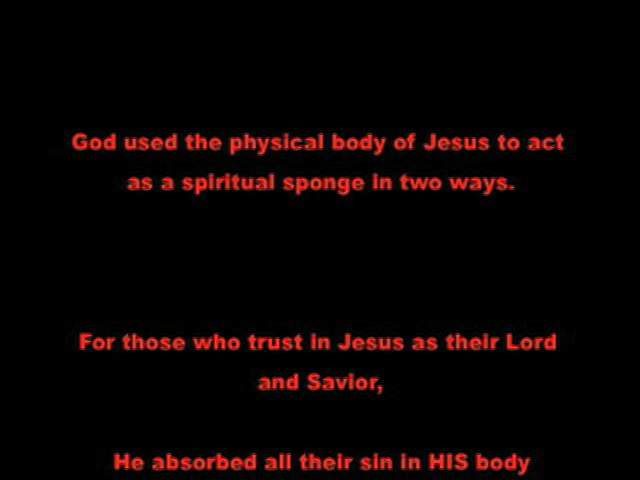 God used the physical body of Jesus to act
as a spiritual sponge in two ways.
For those who trust in Jesus as their Lord
and Savior,
He absorbed all their sin in HIS body